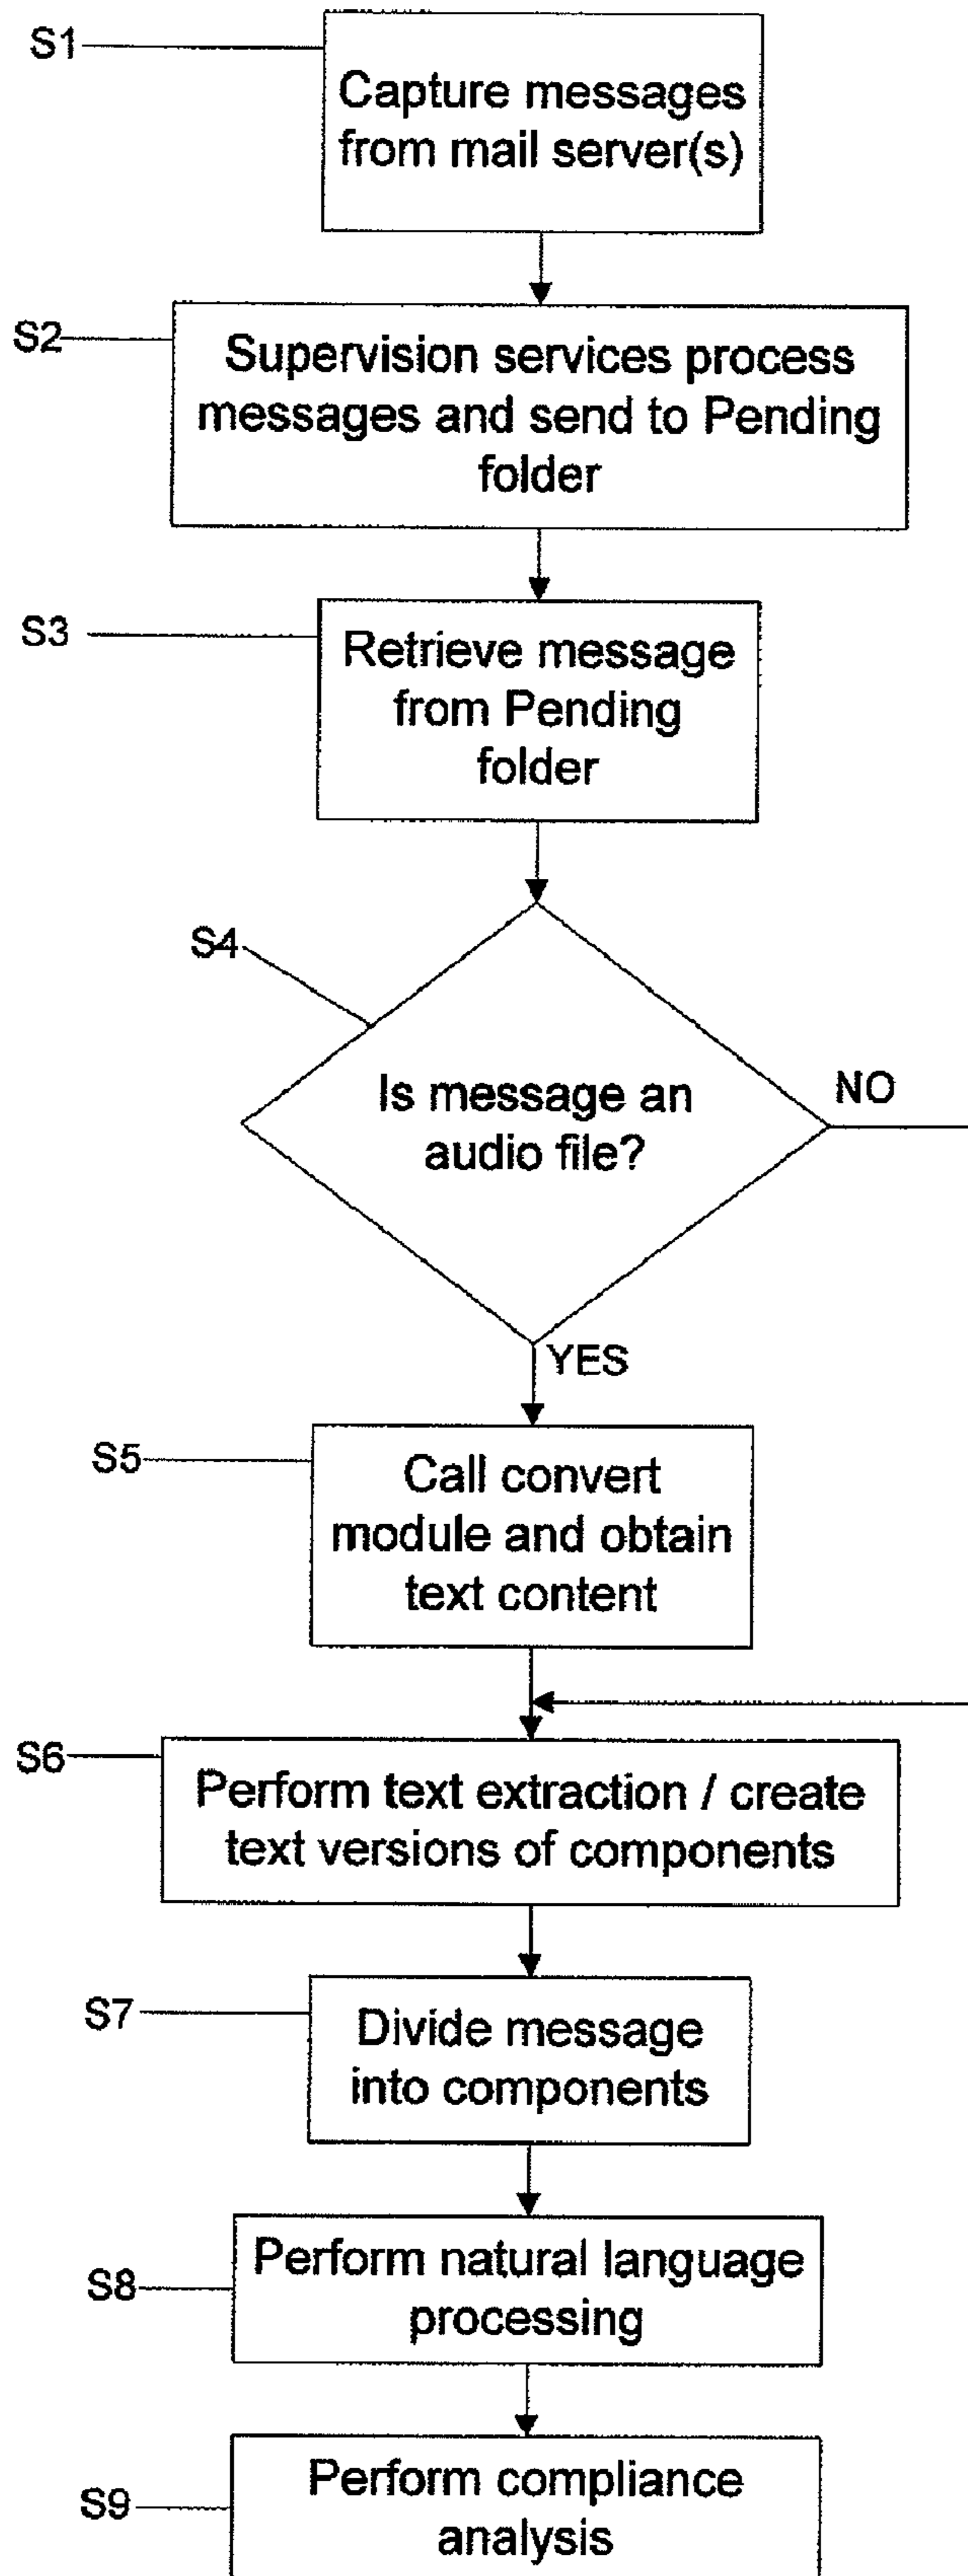 S1
Capture messages
from mail server(s)
S2
Supervision services process
messages and send to Pending
folder
S3
Retrieve message
from Pending
folder
S4
Is message an
audio file?
NO
YES
S5
Call convert
module and obtain
text content
S6
Perform text extraction / create
text versions of components
S7
Divide message
into components
S8
Perform natural language
processing
S9
Perform compliance
analysis